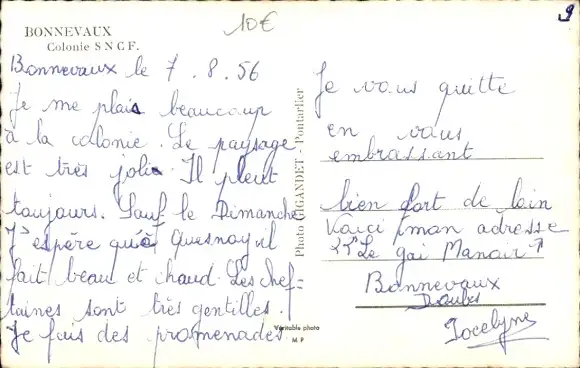 BONNEVAUX
Colonie S N C F.
10€
9
Bonnevaux le 7.8.56
Je me plais beaucoup
à la colonie. Le paysage
est très jolie. Il pleut
toujours. Sauf le Dimanche
J'espère qu'à Quesnoy il
fait beau et chaud. Les chef=
taines sont très gentilles.
Je fais des promenades.
Photo GIGANDET - Pontarlier
Véritable photo
M P
Je vous quitte
en vous
embrassant
bien fort de loin
Voici mon adresse
"Le gai Manoir"
Bonnevaux
Doubs
Jocelyne